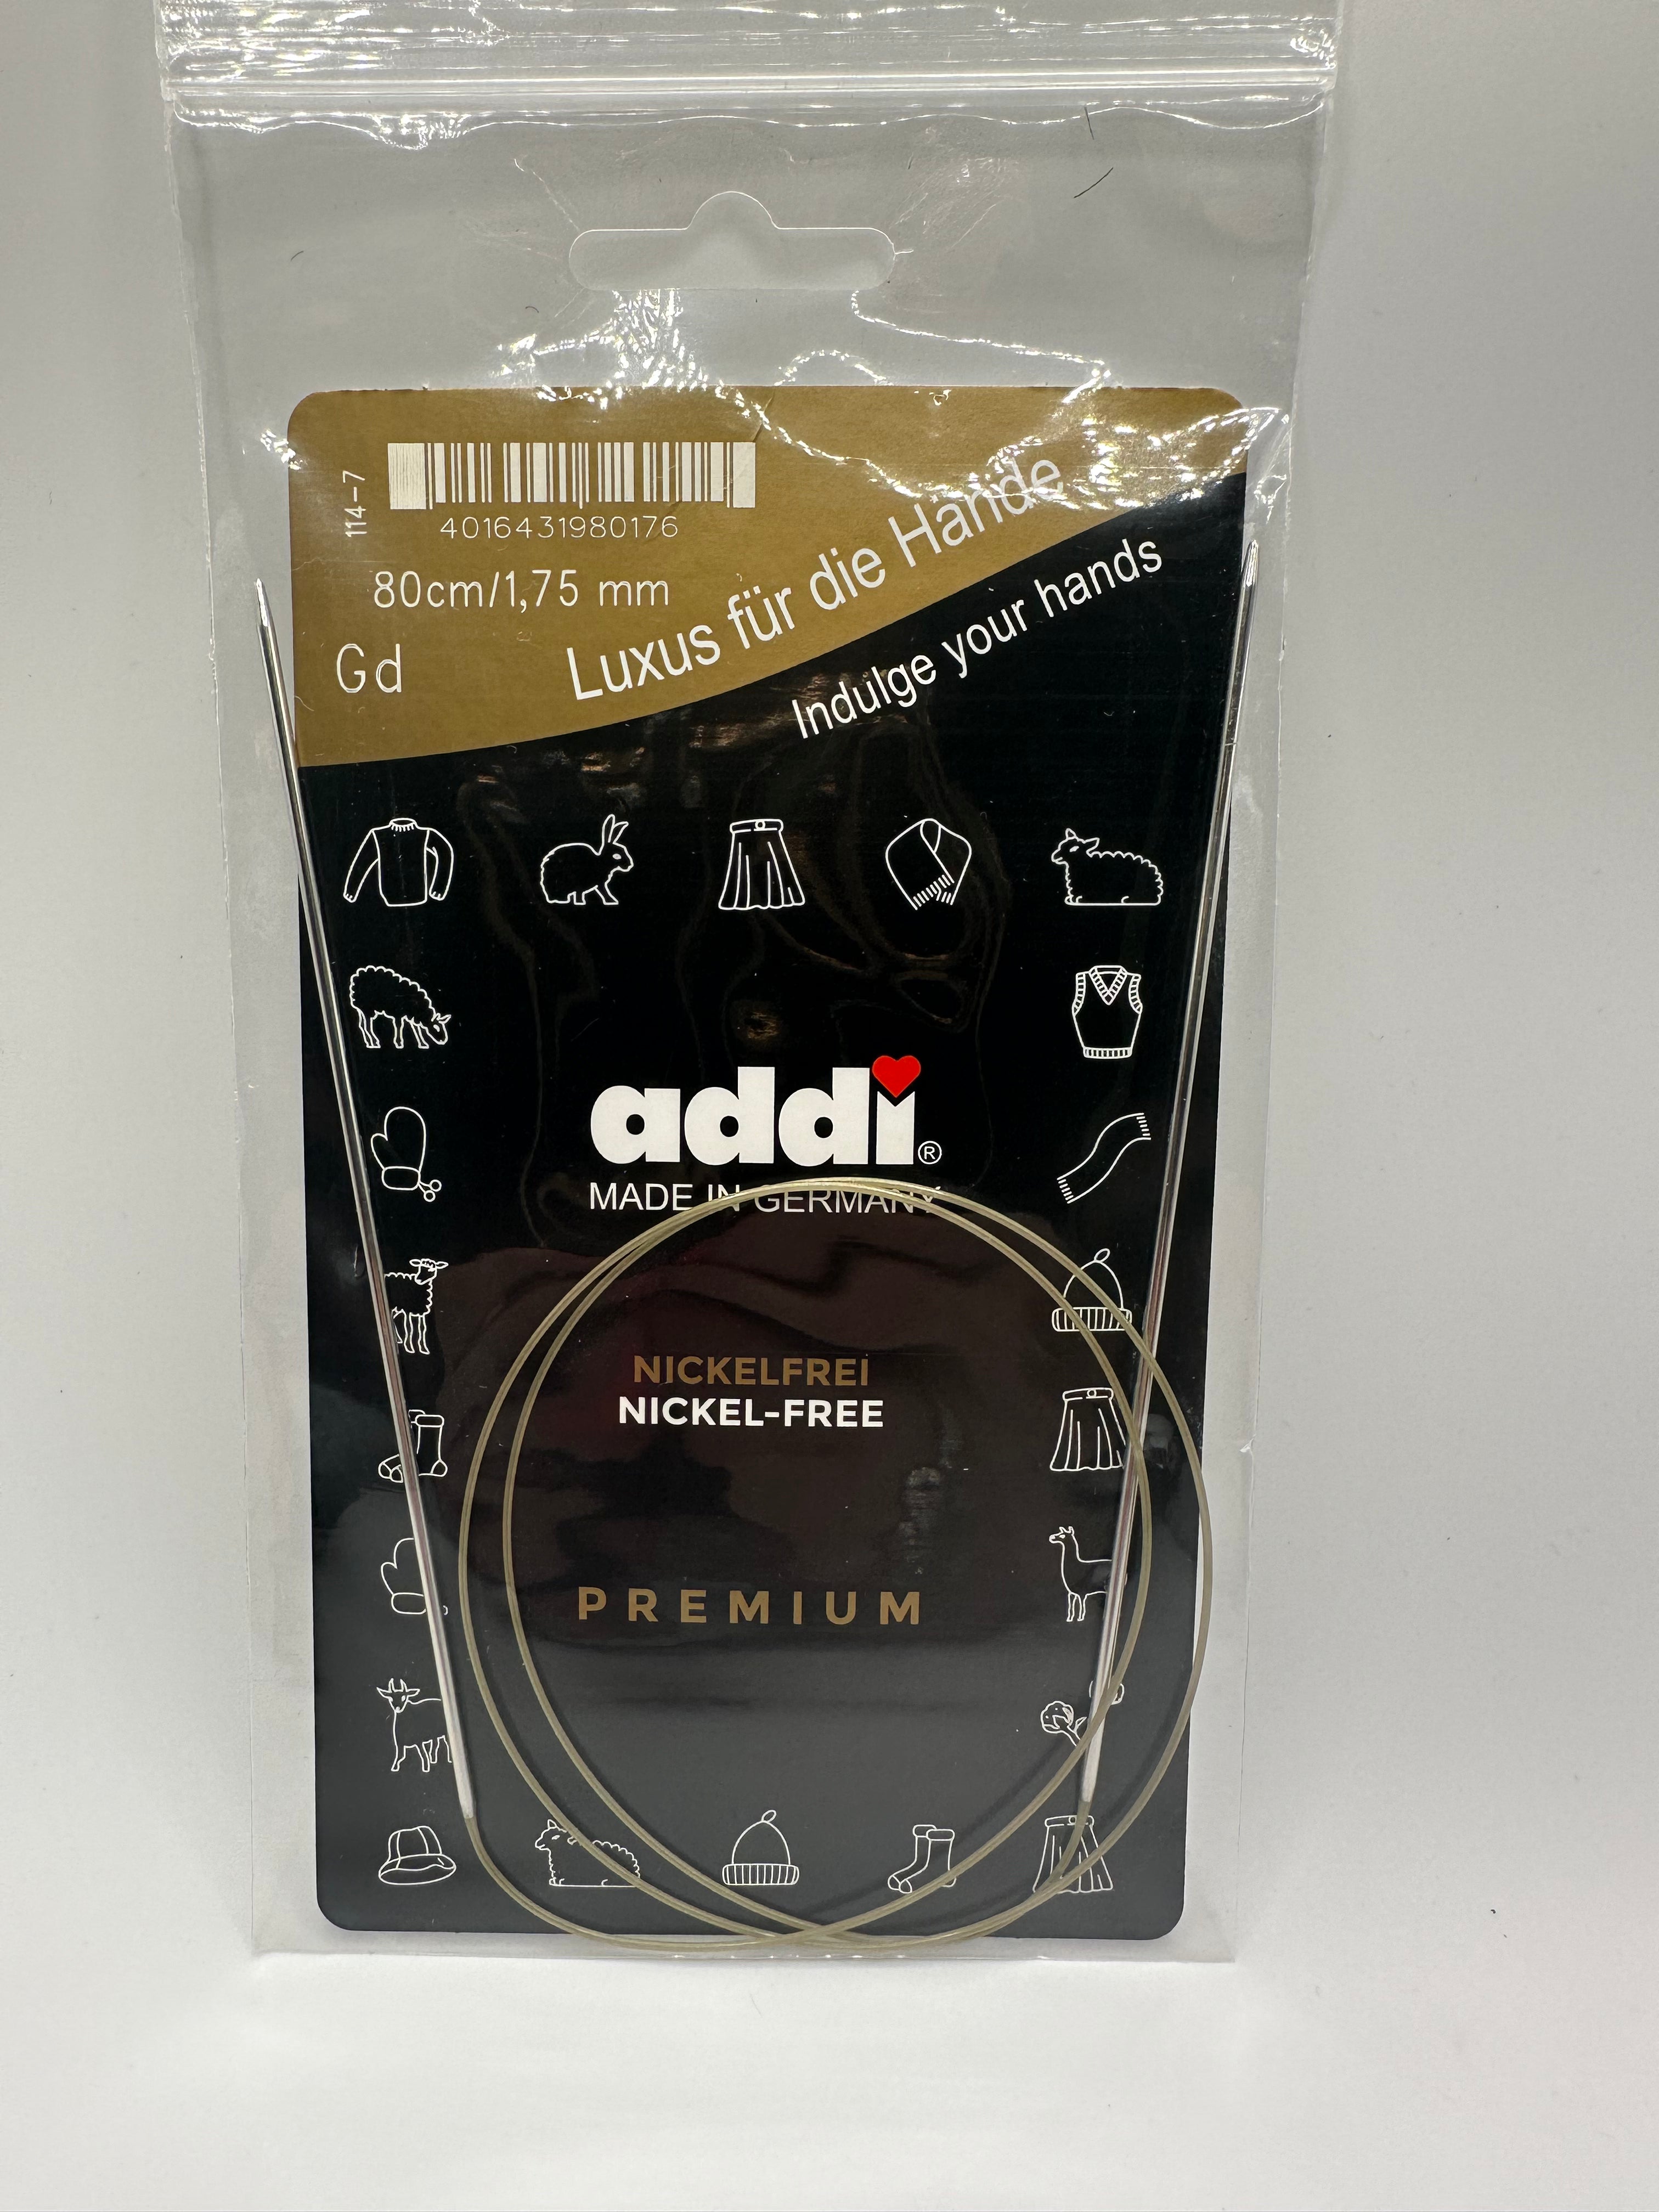 114-7
4016431980176
80cm/1,75 mm
Gd
Luxus für die Hände
Indulge your hands
addi®
MADE IN GERMANY
NICKELFREI
NICKEL-FREE
PREMIUM